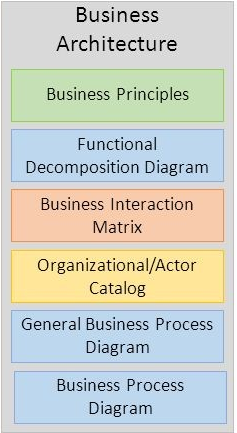 Business
Architecture
Business Principles
Functional
Decomposition Diagram
Business Interaction
Matrix
Organizational/Actor
Catalog
General Business Process
Diagram
Business Process
Diagram